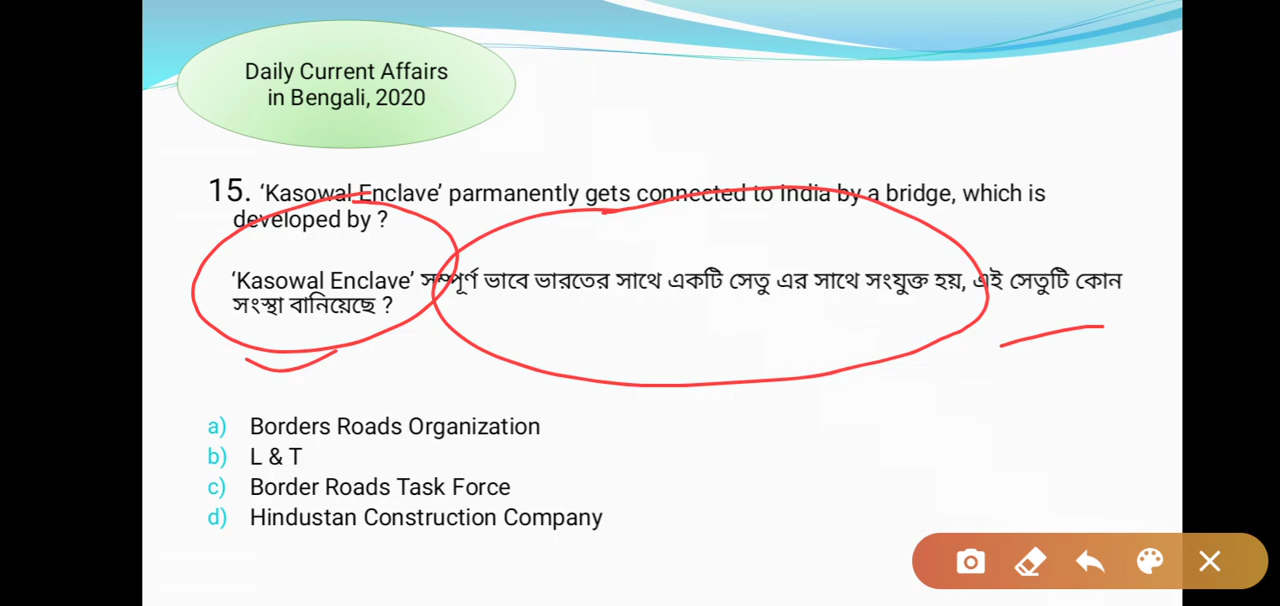 Daily Current Affairs
in Bengali, 2020
15. ‘Kasowal Enclave’ parmanently gets connected to India by a bridge, which is
developed by ?
‘Kasowal Enclave’ সম্পূর্ণ ভাবে ভারতের সাথে একটি সেতু এর সাথে সংযুক্ত হয়, এই সেতুটি কোন
সংস্থা বানিয়েছে ?
a) Borders Roads Organization
b) L & T
c) Border Roads Task Force
d) Hindustan Construction Company